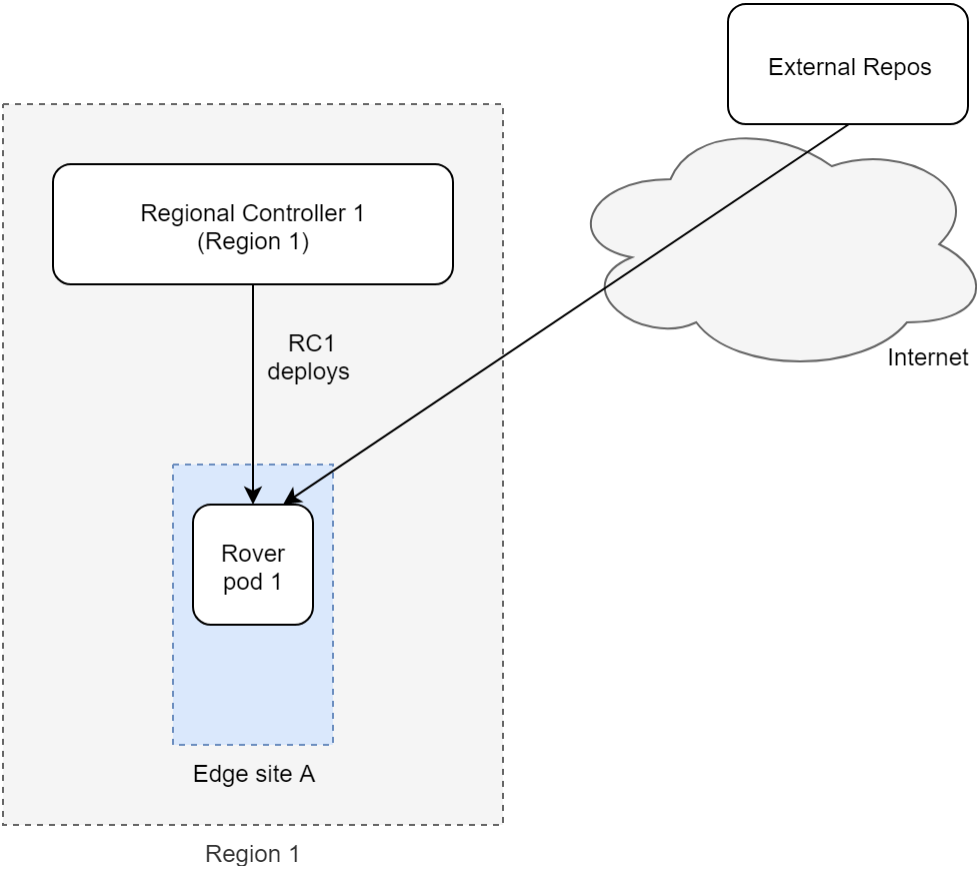 External Repos
Regional Controller 1
(Region 1)
RC1
deploys
Internet
Rover
pod 1
Edge site A
Region 1